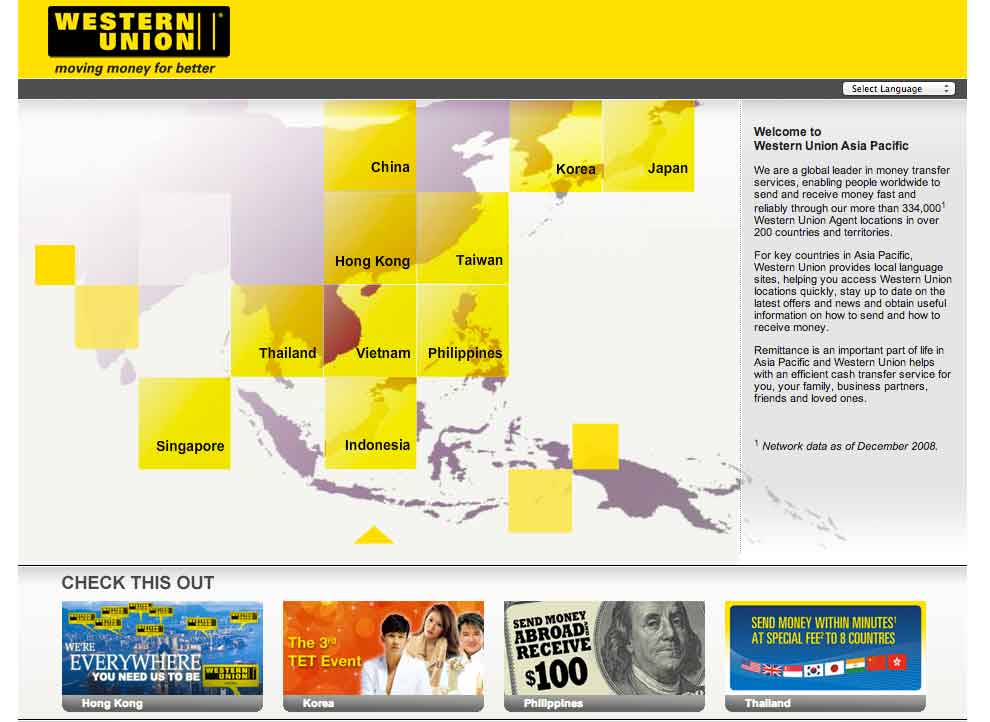 WESTERN
UNION
moving money for better
Select Language
China
Korea
Japan
Hong Kong
Taiwan
Thailand
Vietnam
Philippines
Singapore
Indonesia
Welcome to
Western Union Asia Pacific
We are a global leader in money transfer
services, enabling people worldwide to
send and receive money fast and
reliably through our more than 334,000¹
Western Union Agent locations in over
200 countries and territories.
For key countries in Asia Pacific,
Western Union provides local language
sites, helping you access Western Union
locations quickly, stay up to date on the
latest offers and news and obtain useful
information on how to send and how to
receive money.
Remittance is an important part of life in
Asia Pacific and Western Union helps
with an efficient cash transfer service for
you, your family, business partners,
friends and loved ones.
¹ Network data as of December 2008.
CHECK THIS OUT
WE'RE
EVERYWHERE
YOU NEED US TO BE
WESTERN
UNION
Hong Kong
The 3rd
TET Event
Korea
SEND MONEY
ABROAD!
RECEIVE
$100
Philippines
SEND MONEY WITHIN MINUTES¹
AT SPECIAL FEE² TO 8 COUNTRES
Thailand